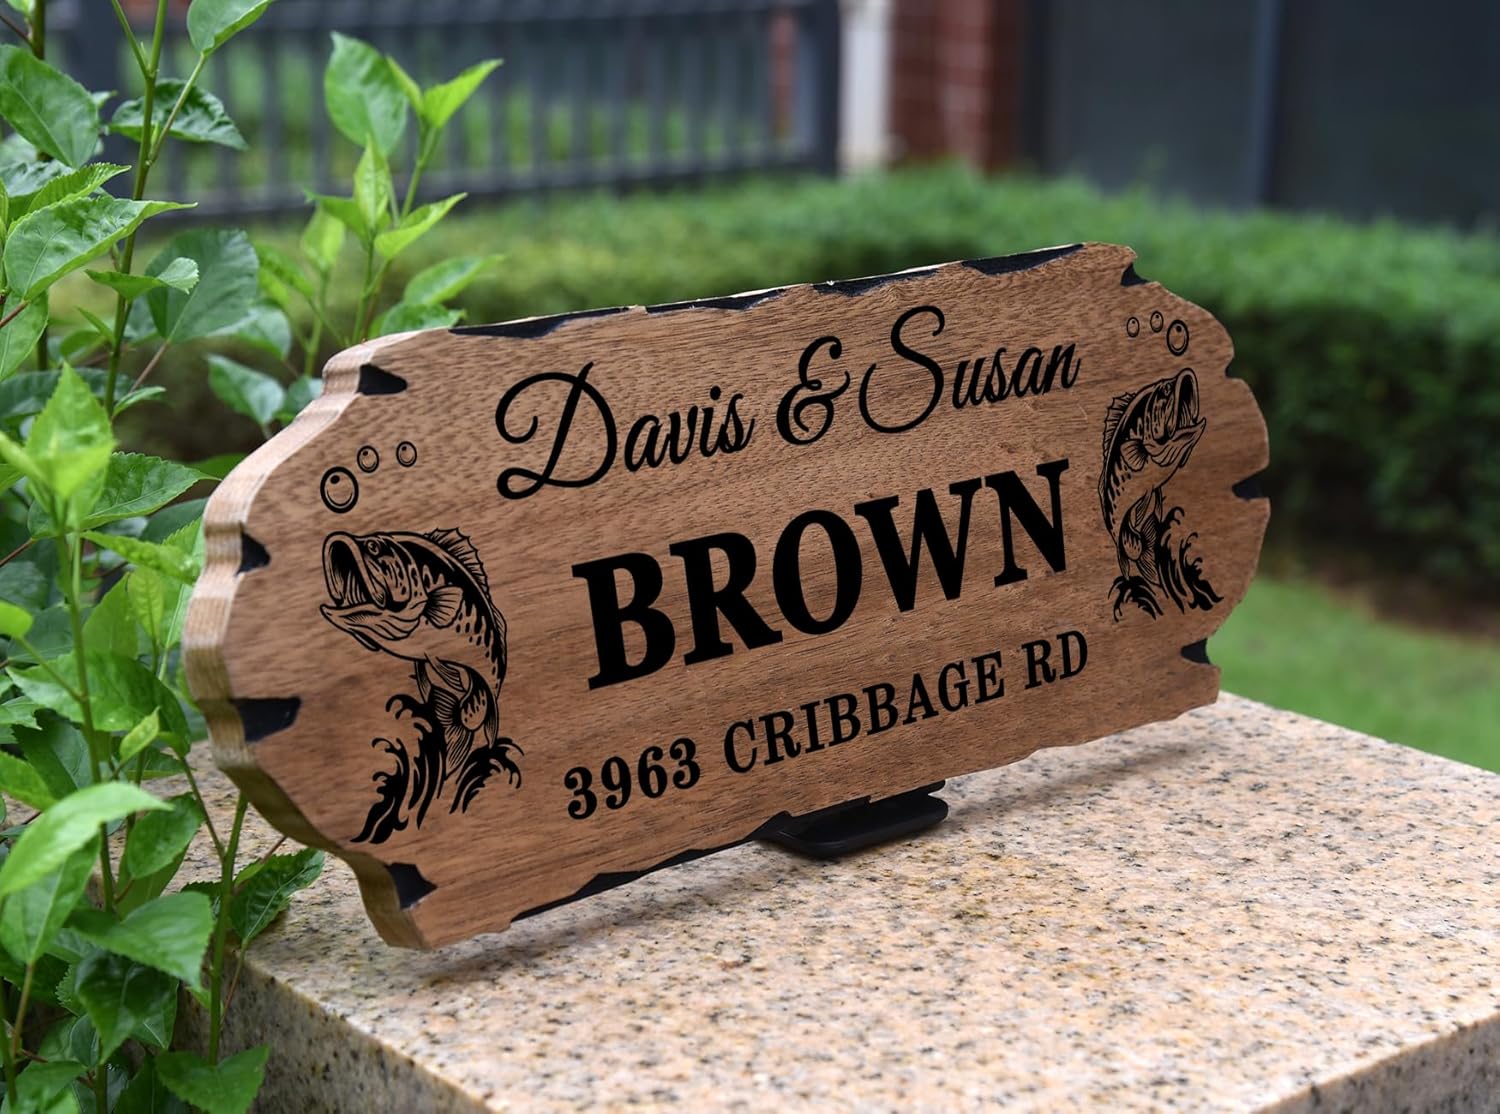 Davis & Susan
BROWN
3963 CRIBBAGE RD